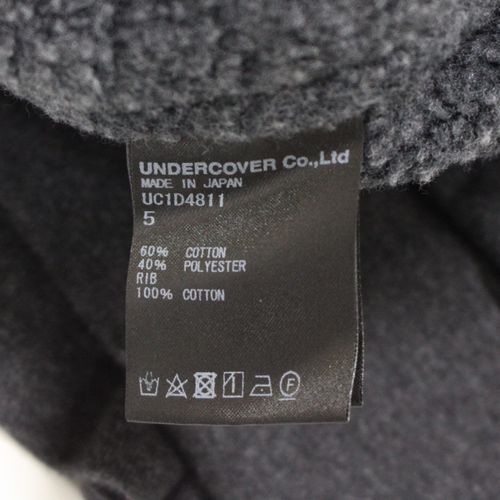 UNDERCOVER Co.,Ltd
MADE IN JAPAN
UC1D4811
5
60% COTTON
40% POLYESTER
RIB
100% COTTON
F